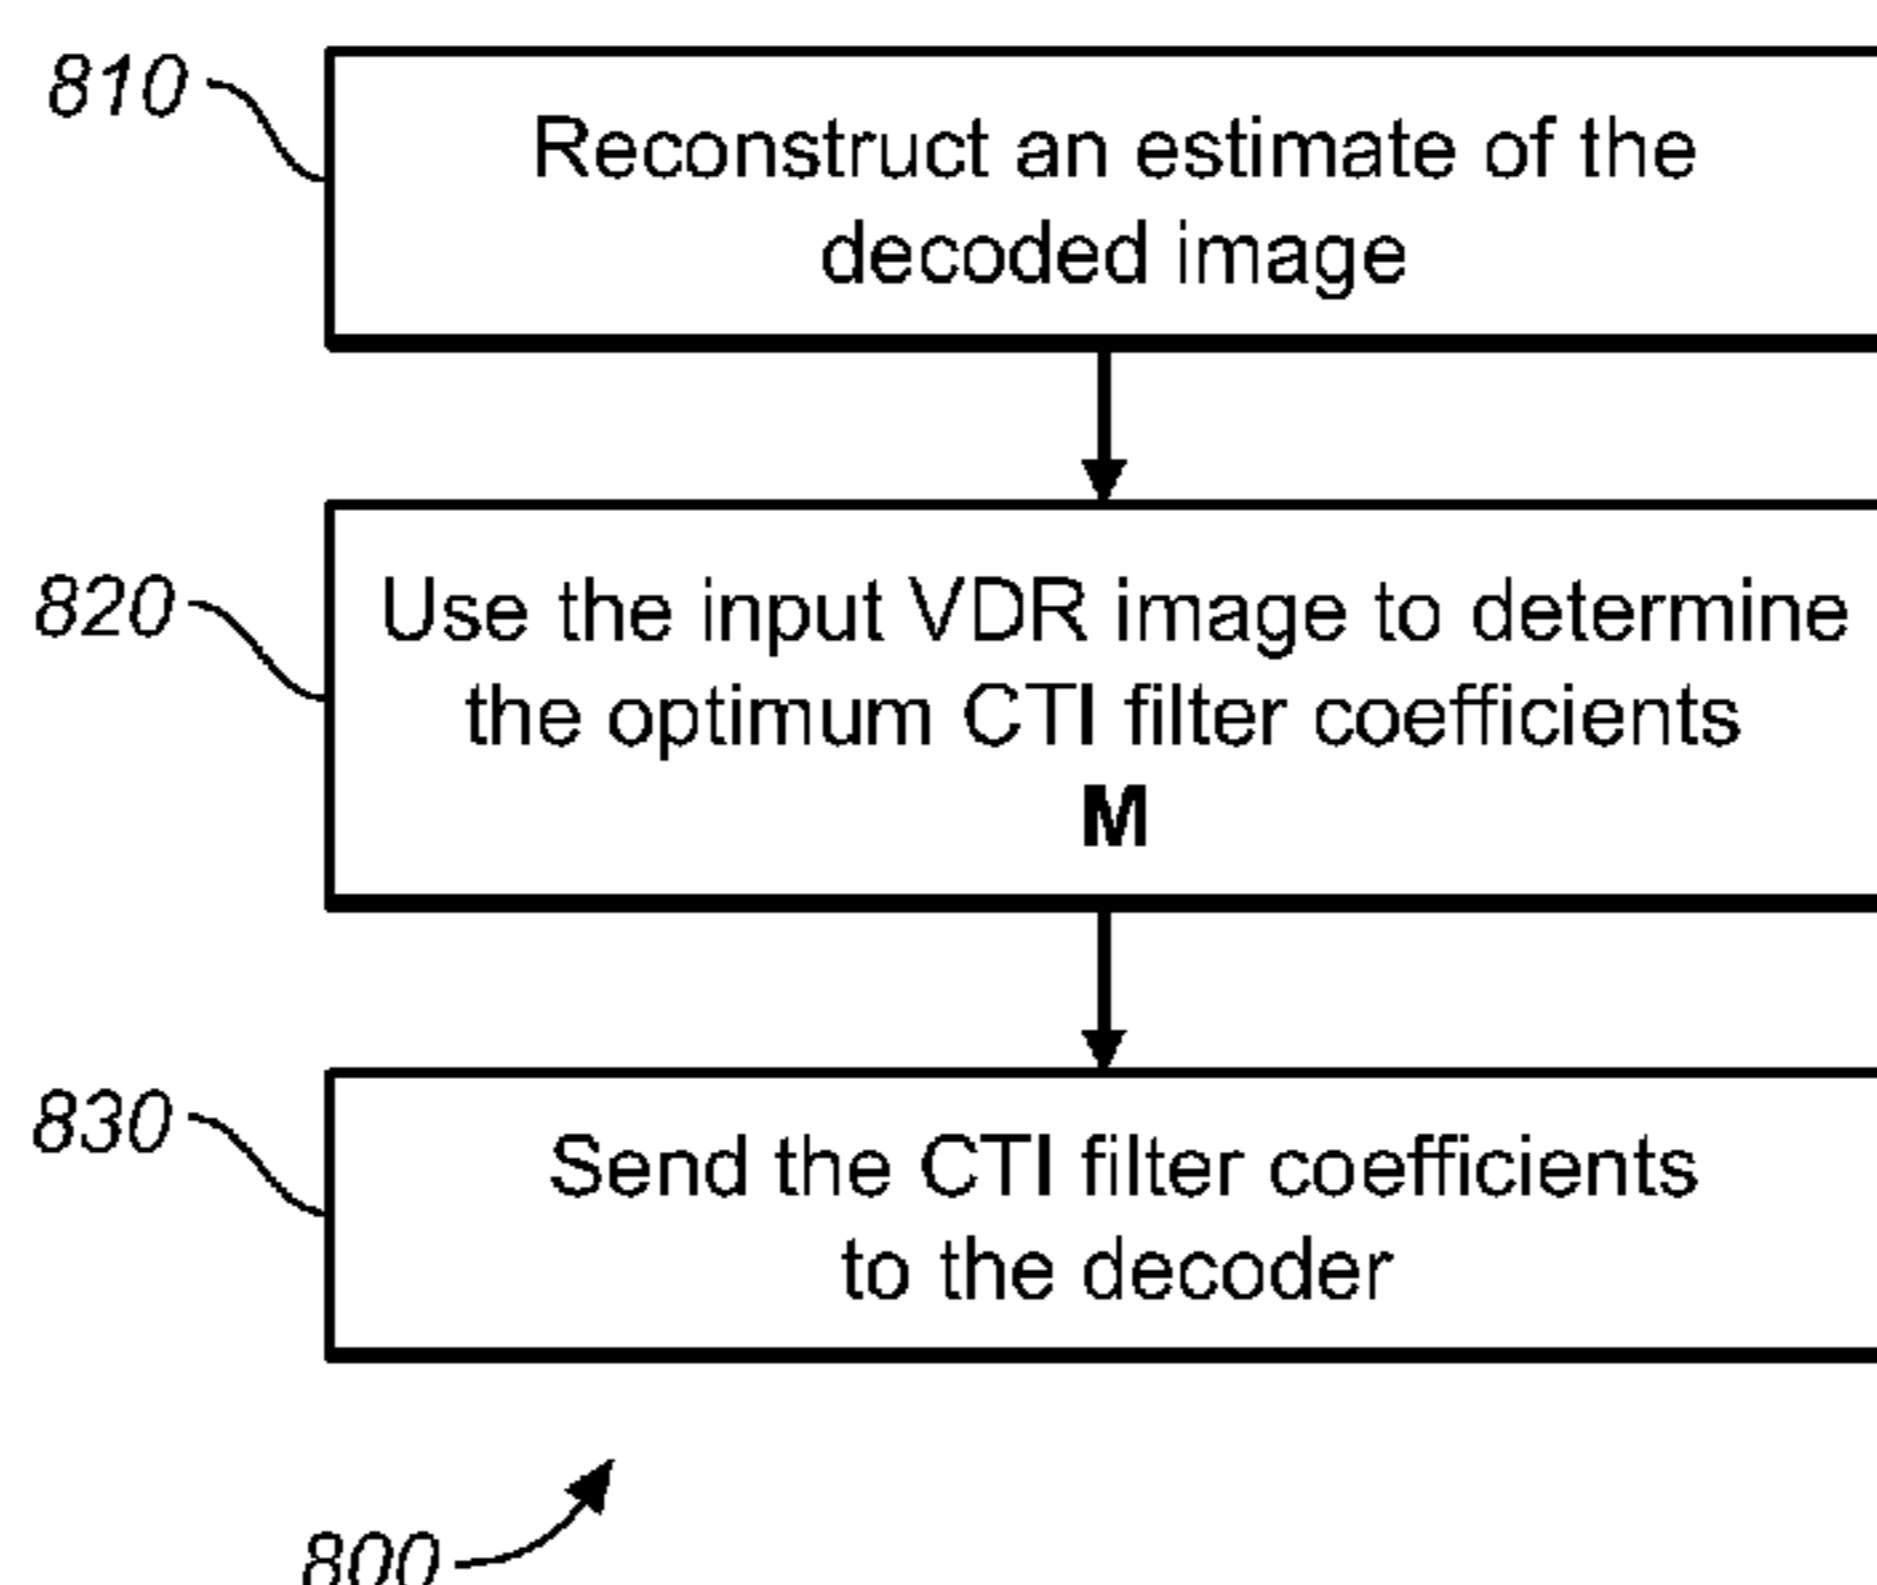 810
Reconstruct an estimate of the
decoded image
820
Use the input VDR image to determine
the optimum CTI filter coefficients
M
830
Send the CTI filter coefficients
to the decoder
800